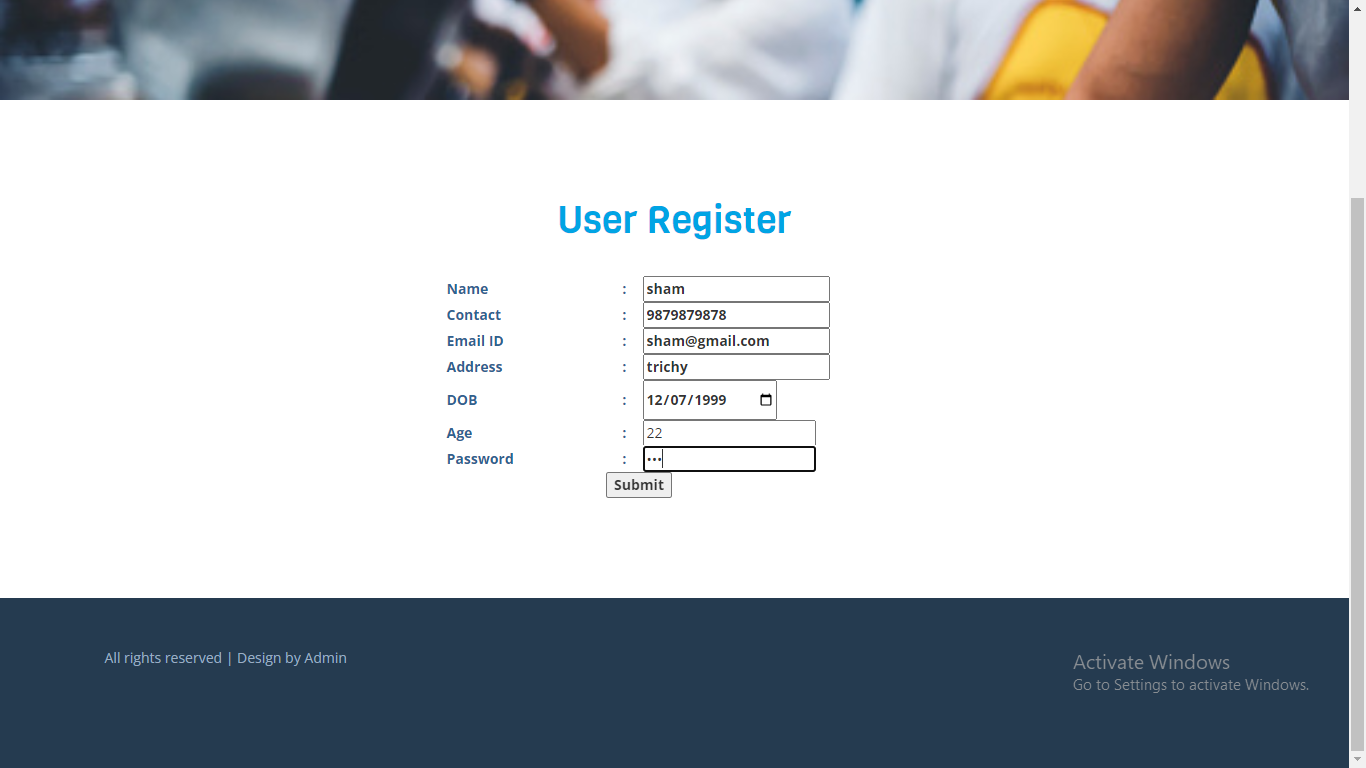 User Register
Name : sham
Contact : 9879879878
Email ID : sham@gmail.com
Address : trichy
DOB : 12/07/1999
Age : 22
Password : •••
Submit
All rights reserved | Design by Admin
Activate Windows
Go to Settings to activate Windows.